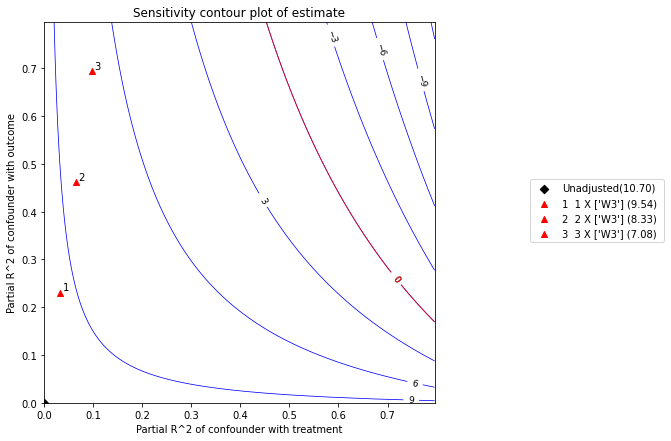 Sensitivity contour plot of estimate
Partial R^2 of confounder with outcome
0.7
0.6
0.5
0.4
0.3
0.2
0.1
0.0
3
2
1
−3
−6
−9
3
0
6
9
0.0 0.1 0.2 0.3 0.4 0.5 0.6 0.7
Partial R^2 of confounder with treatment
Unadjusted(10.70)
1 1 X ['W3'] (9.54)
2 2 X ['W3'] (8.33)
3 3 X ['W3'] (7.08)